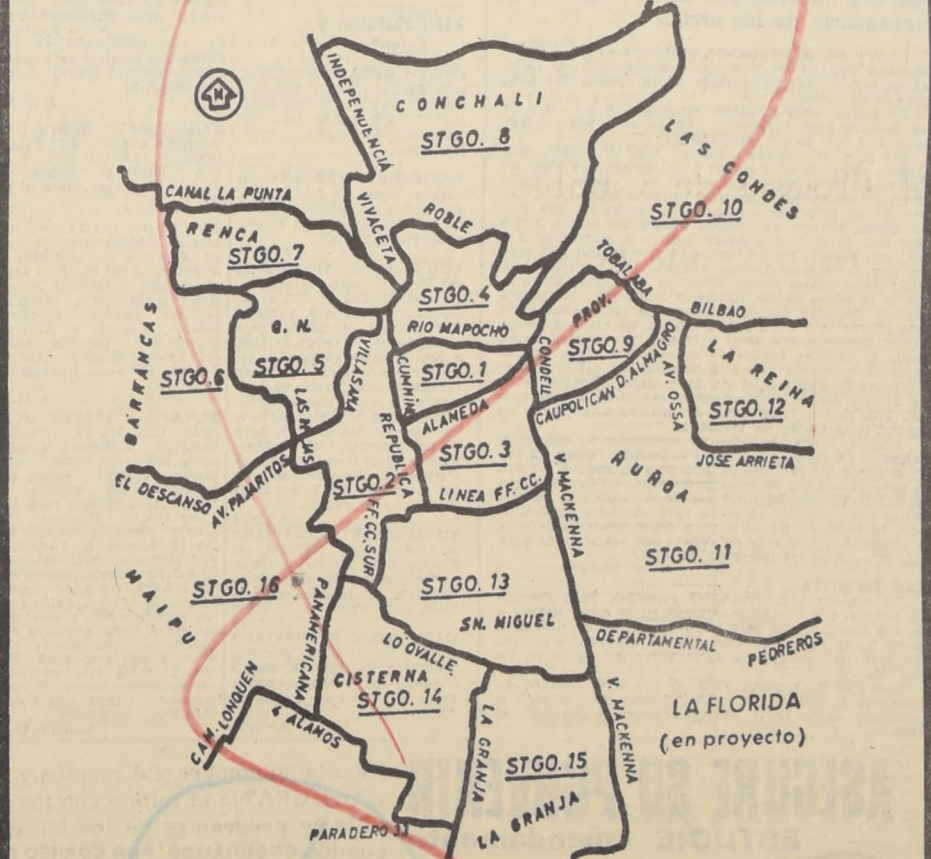 N
INDEPENDENCIA
CONCHALI
STGO. 8
LAS CONDES
STGO. 10
CANAL LA PUNTA
VIVACETA
ROBLE
RENCA
STGO. 7
TOBALABA
STGO. 4
PROV.
BILBAO
RIO MAPOCHO
Q. N.
BARRANCAS
STGO. 6
STGO. 5
VILLASANA
CUMMING
STGO. 1
CONDELL
STGO. 9
CAUPOLICAN D. ALMAGRO
AV. OSSA
LA REINA
STGO. 12
ALAMEDA
REPUBLICA
STGO. 3
JOSE ARRIETA
ÑUÑOA
EL DESCANSO
AV. PAJARITOS
STGO. 2
LINEA FF. CC.
V. MACKENNA
FF. CC. SUR
STGO. 11
MAIPU
STGO. 16
STGO. 13
PANAMERICANA
SN. MIGUEL
DEPARTAMENTAL
PEDREROS
LO OVALLE
CISTERNA
STGO. 14
CAM. LONQUEN
4 ALAMOS
LA GRANJA
V. MACKENNA
LA FLORIDA
(en proyecto)
STGO. 15
LA GRANJA
PARADERO